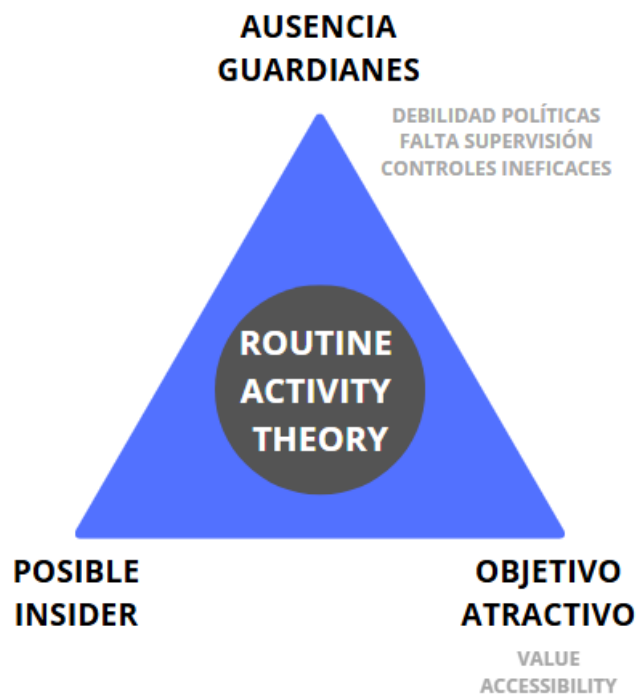 AUSENCIA
GUARDIANES
DEBILIDAD POLÍTICAS
FALTA SUPERVISIÓN
CONTROLES INEFICACES
ROUTINE
ACTIVITY
THEORY
POSIBLE
INSIDER
OBJETIVO
ATRACTIVO
VALUE
ACCESSIBILITY